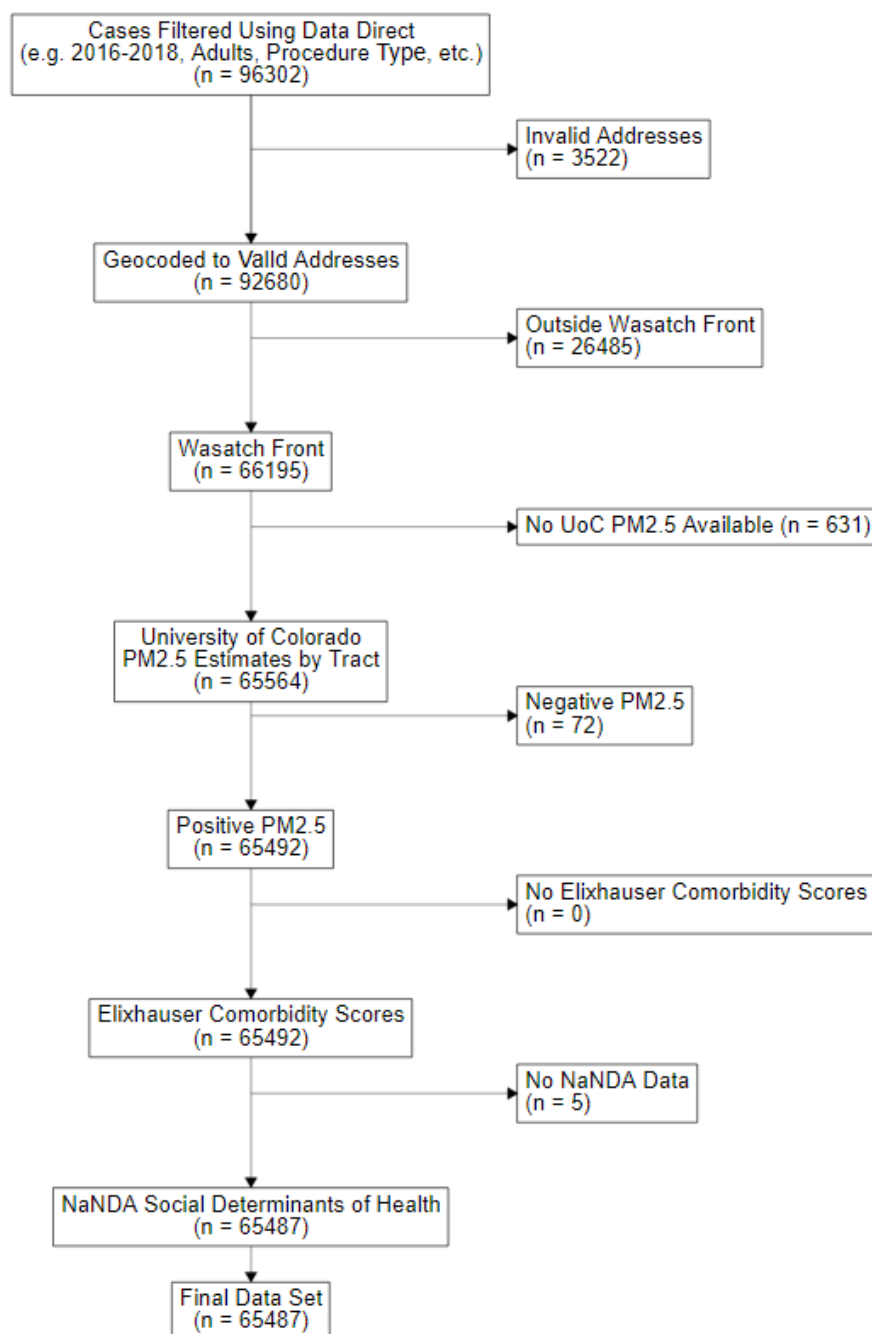 Cases Filtered Using Data Direct
(e.g. 2016-2018, Adults, Procedure Type, etc.)
(n = 96302)
Invalid Addresses
(n = 3522)
Geocoded to Valid Addresses
(n = 92680)
Outside Wasatch Front
(n = 26485)
Wasatch Front
(n = 66195)
No UoC PM2.5 Available (n = 631)
University of Colorado
PM2.5 Estimates by Tract
(n = 65564)
Negative PM2.5
(n = 72)
Positive PM2.5
(n = 65492)
No Elixhauser Comorbidity Scores
(n = 0)
Elixhauser Comorbidity Scores
(n = 65492)
No NaNDA Data
(n = 5)
NaNDA Social Determinants of Health
(n = 65487)
Final Data Set
(n = 65487)